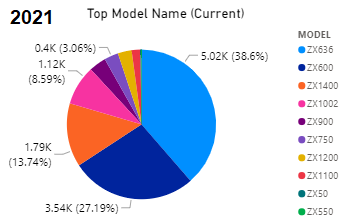 2021
Top Model Name (Current)
0.4K (3.06%)
1.12K
(8.59%)
1.79K
(13.74%)
3.54K (27.19%)
5.02K (38.6%)
MODEL
ZX636
ZX600
ZX1400
ZX1002
ZX900
ZX750
ZX1200
ZX1100
ZX50
ZX550